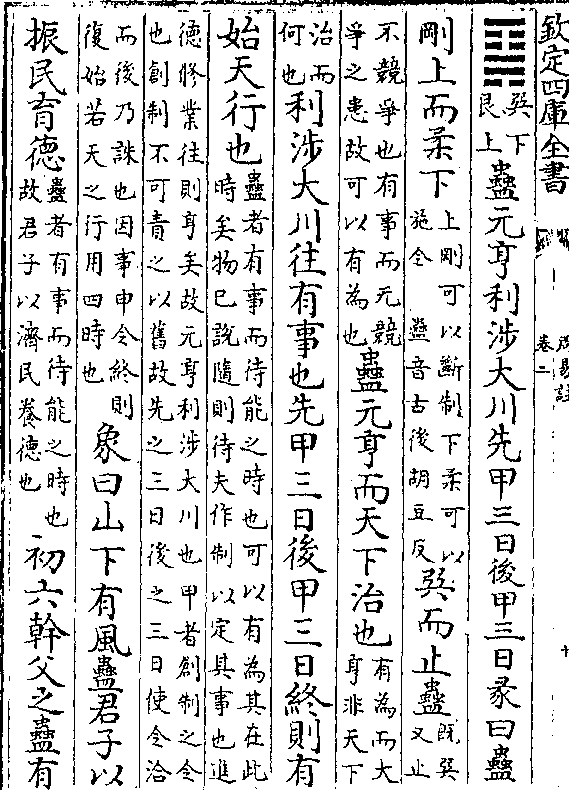 欽定四庫全書
周易註
卷二
十
䷑巽下艮上蠱元亨利涉大川先甲三日後甲三日彖曰蠱
剛上而柔下上剛可以斷制下柔可以
施令 蠱音古後胡豆反巽而止蠱既巽又止
不競爭也有事而无競
爭之患故可以有為也蠱元亨而天下治也有為而大
亨非天下
治而
何也利涉大川往有事也先甲三日後甲三日終則有
始天行也蠱者有事而待能之時也可以有為其在此
時矣物已說隨則待夫作制以定其事也進
德修業往則亨矣故元亨利涉大川也甲者創制之令
也創制不可責之以舊故先之三日後之三日使令洽
而後乃誅也因事申令終則
復始若天之行用四時也象曰山下有風蠱君子以
振民育德蠱者有事而待能之時也
故君子以濟民養德也初六幹父之蠱有